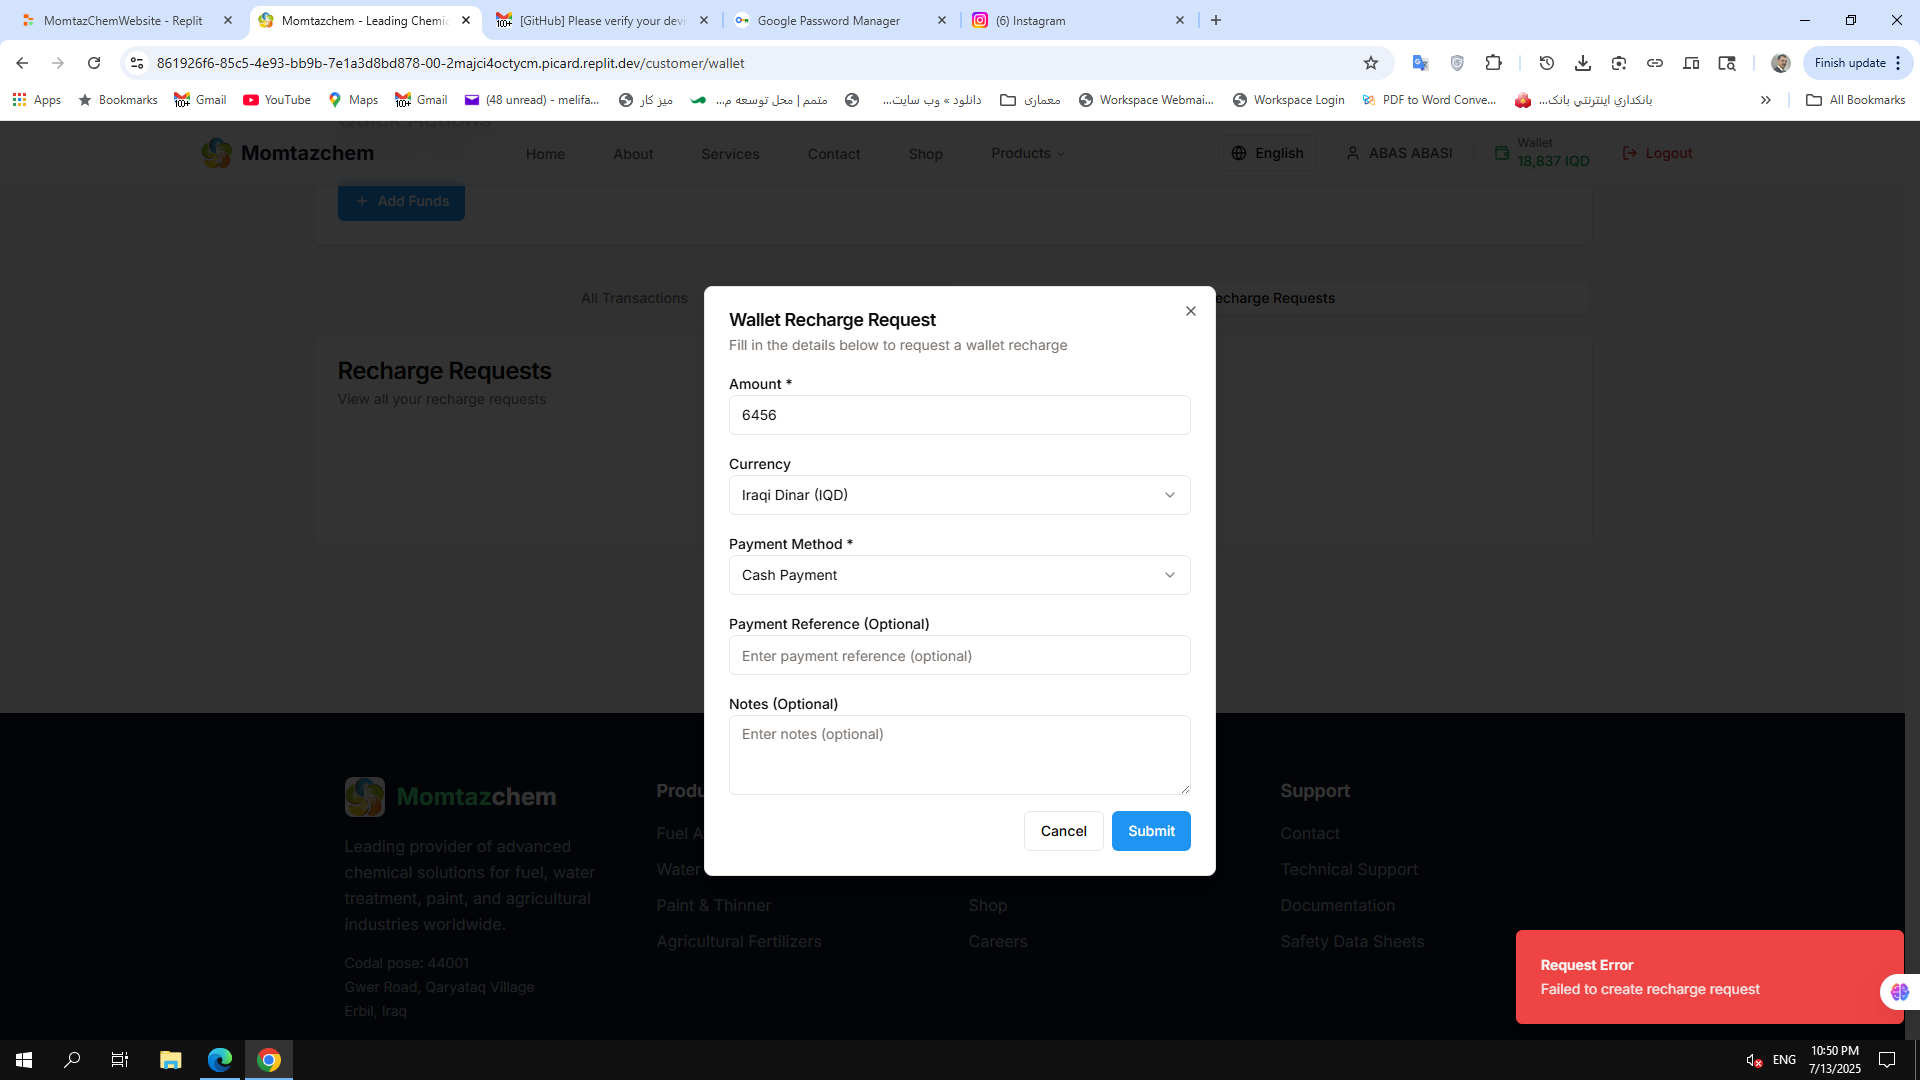 MomtazChemWebsite - Replit
Momtazchem - Leading Chemic
[GitHub] Please verify your devi
Google Password Manager
(6) Instagram
861926f6-85c5-4e93-bb9b-7e1a3d8bd878-00-2majci4octycm.picard.replit.dev/customer/wallet
Finish update
Apps
Bookmarks
Gmail
YouTube
Maps
Gmail
(48 unread) - melifa...
میز کار
متمم | محل توسعه م...
دانلود » وب سایت...
معماری
Workspace Webmai...
Workspace Login
PDF to Word Conve...
بانکداري اينترنتي بانک...
All Bookmarks
Quick Actions
Momtazchem
Home
About
Services
Contact
Shop
Products
English
ABAS ABASI
Wallet
18,837 IQD
Logout
+ Add Funds
All Transactions
echarge Requests
Recharge Requests
View all your recharge requests
Wallet Recharge Request
Fill in the details below to request a wallet recharge
Amount *
6456
Currency
Iraqi Dinar (IQD)
Payment Method *
Cash Payment
Payment Reference (Optional)
Enter payment reference (optional)
Notes (Optional)
Enter notes (optional)
Cancel
Submit
Momtazchem
Leading provider of advanced
chemical solutions for fuel, water
treatment, paint, and agricultural
industries worldwide.
Codal pose: 44001
Gwer Road, Qaryataq Village
Erbil, Iraq
Produ
Fuel A
Water
Paint & Thinner
Agricultural Fertilizers
Shop
Careers
Support
Contact
Technical Support
Documentation
Safety Data Sheets
Request Error
Failed to create recharge request
ENG
10:50 PM
7/13/2025